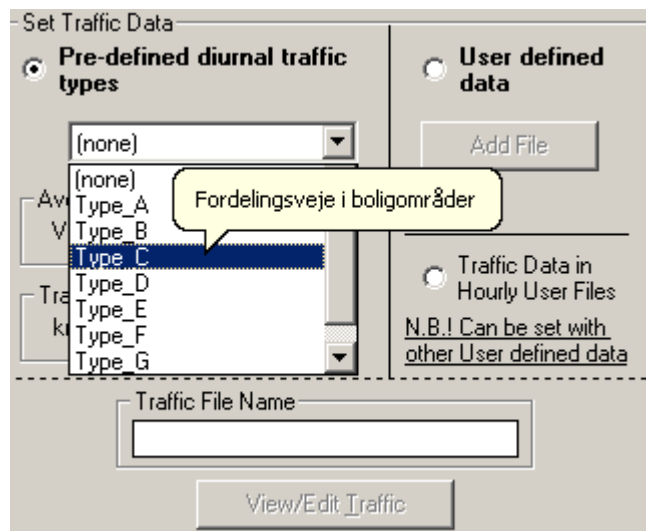 Set Traffic Data
Pre-defined diurnal traffic
types
User defined
data
(none)
Add File
(none)
Type_A
Type_B
Type_C
Type_D
Type_E
Type_F
Type_G
Fordelingsveje i boligområder
Traffic Data in
Hourly User Files
N.B.! Can be set with
other User defined data
Traffic File Name
View/Edit Traffic